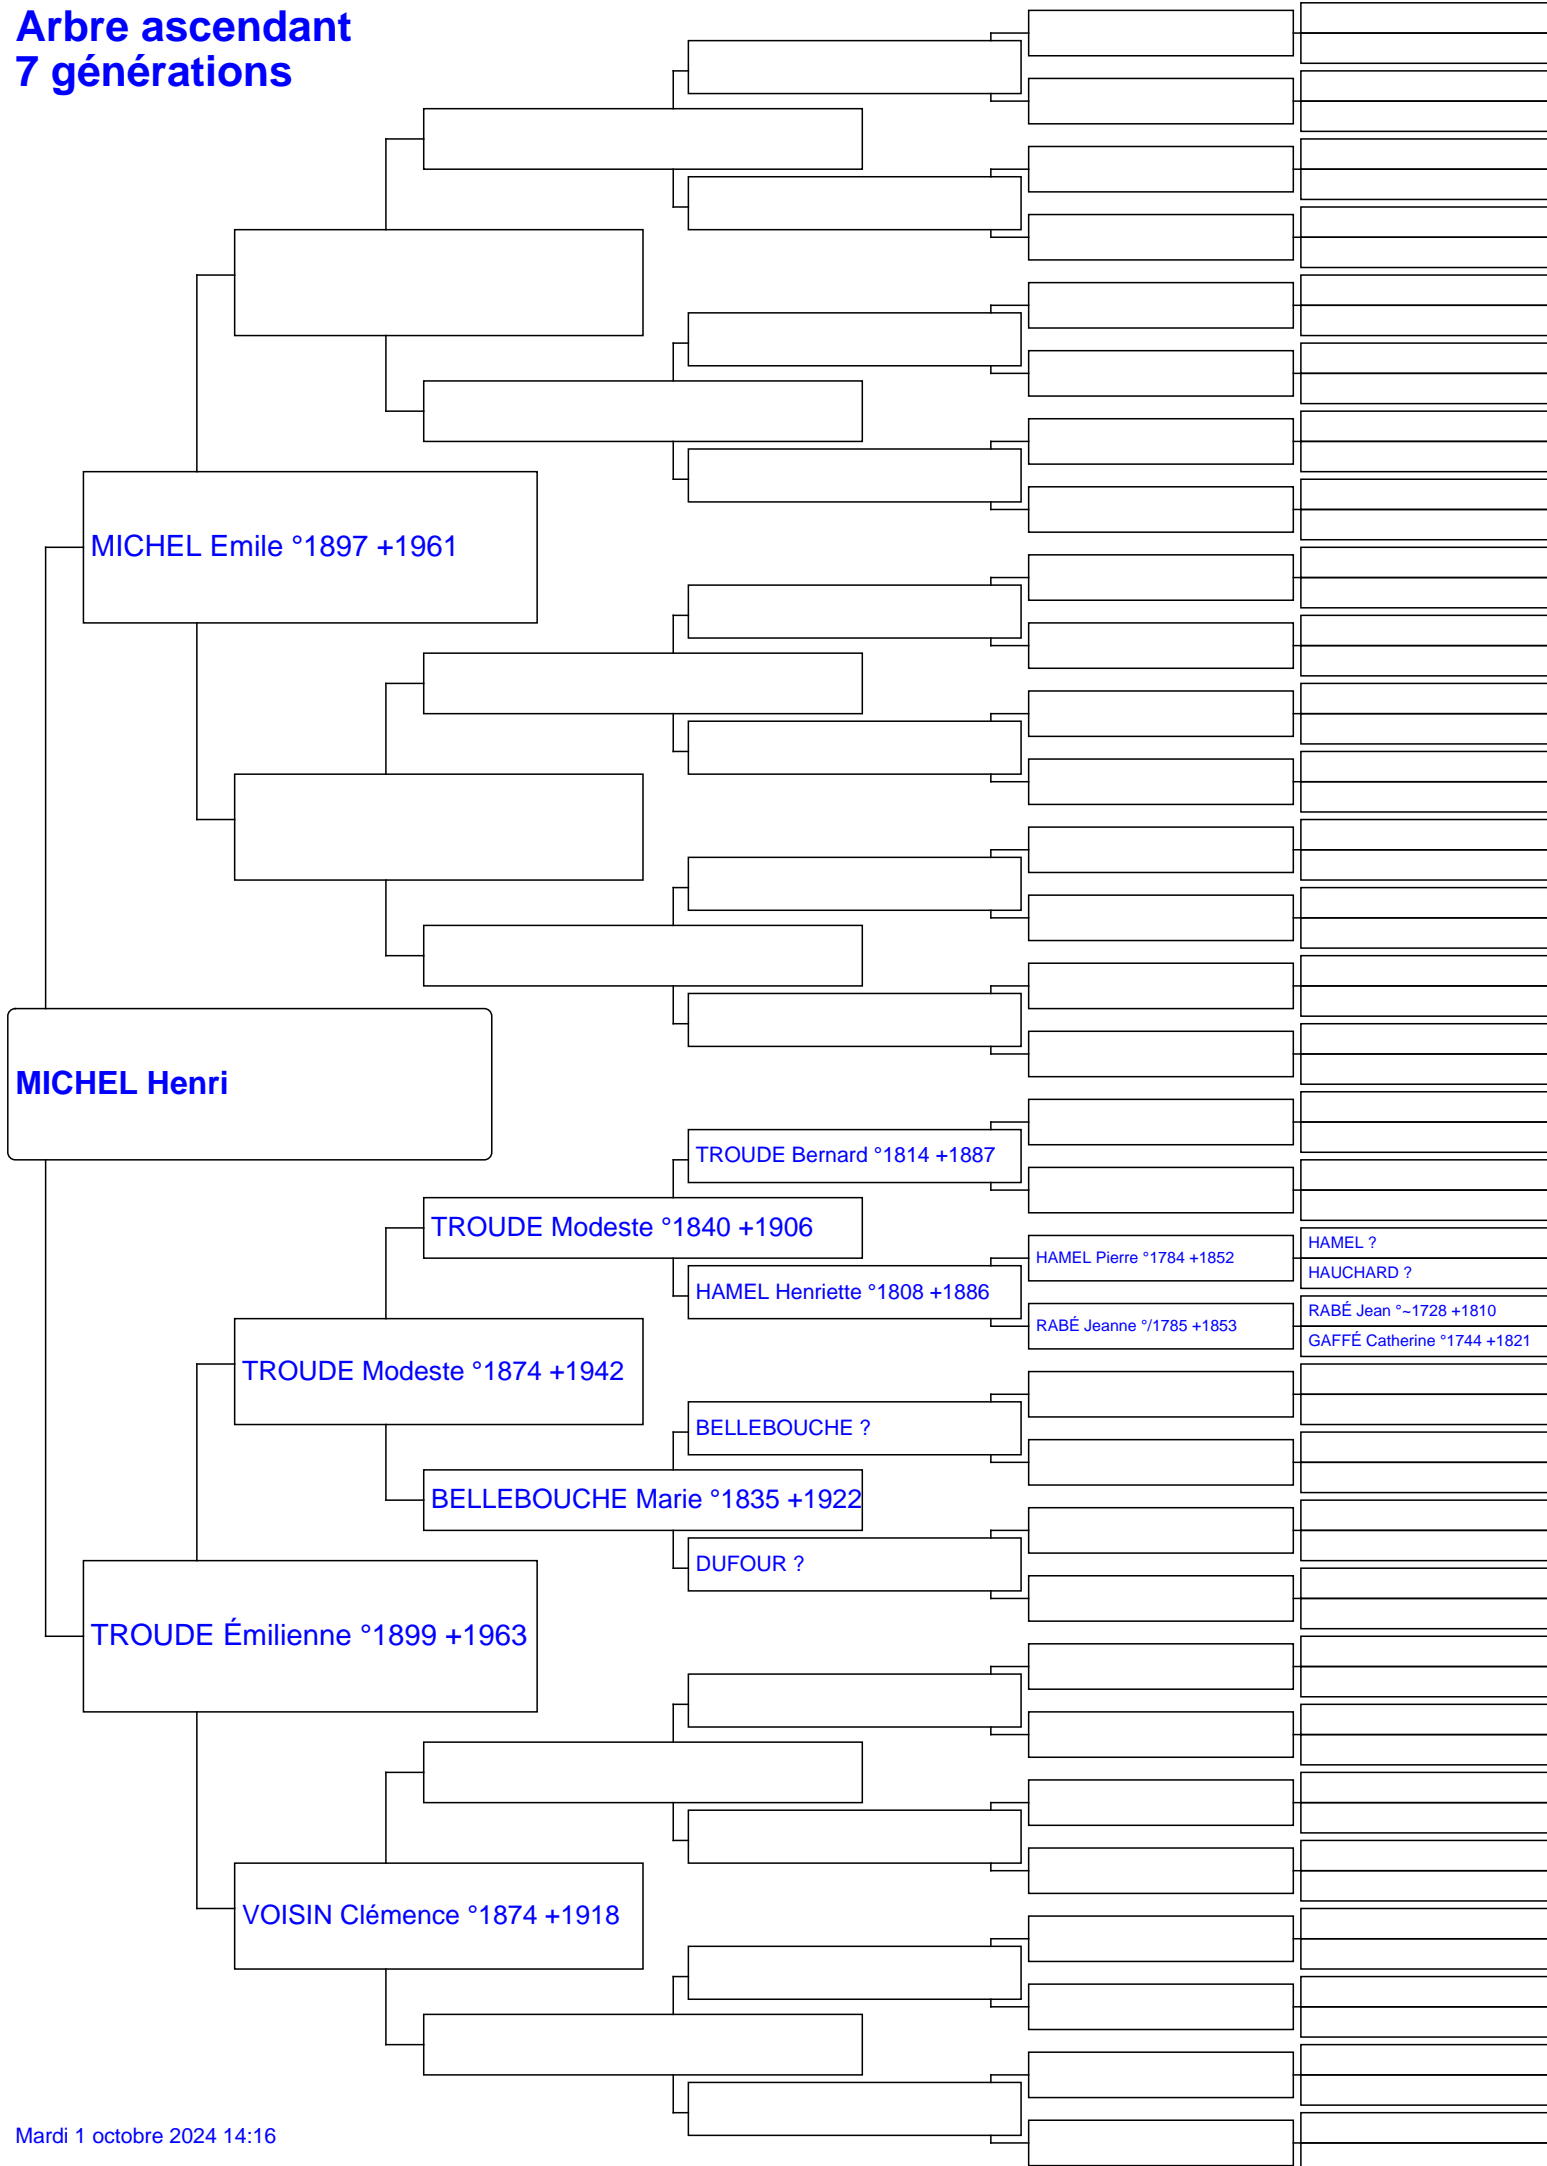 Arbre ascendant
7 générations
MICHEL Emile °1897 +1961
MICHEL Henri
TROUDE Bernard °1814 +1887
TROUDE Modeste °1840 +1906
HAMEL Henriette °1808 +1886
HAMEL Pierre °1784 +1852
HAMEL ?
HAUCHARD ?
RABÉ Jeanne °/1785 +1853
RABÉ Jean °~1728 +1810
GAFFÉ Catherine °1744 +1821
TROUDE Modeste °1874 +1942
BELLEBOUCHE ?
BELLEBOUCHE Marie °1835 +1922
DUFOUR ?
TROUDE Émilienne °1899 +1963
VOISIN Clémence °1874 +1918
Mardi 1 octobre 2024 14:16